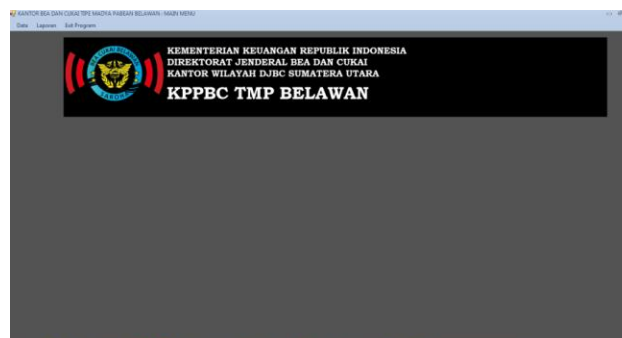 KANTOR BEA DAN CUKAI TIPE MADYA PABEAN BELAWAN - MAIN MENU
Data Laporan Exit Program
KEMENTERIAN KEUANGAN REPUBLIK INDONESIA
DIREKTORAT JENDERAL BEA DAN CUKAI
KANTOR WILAYAH DJBC SUMATERA UTARA
KPPBC TMP BELAWAN